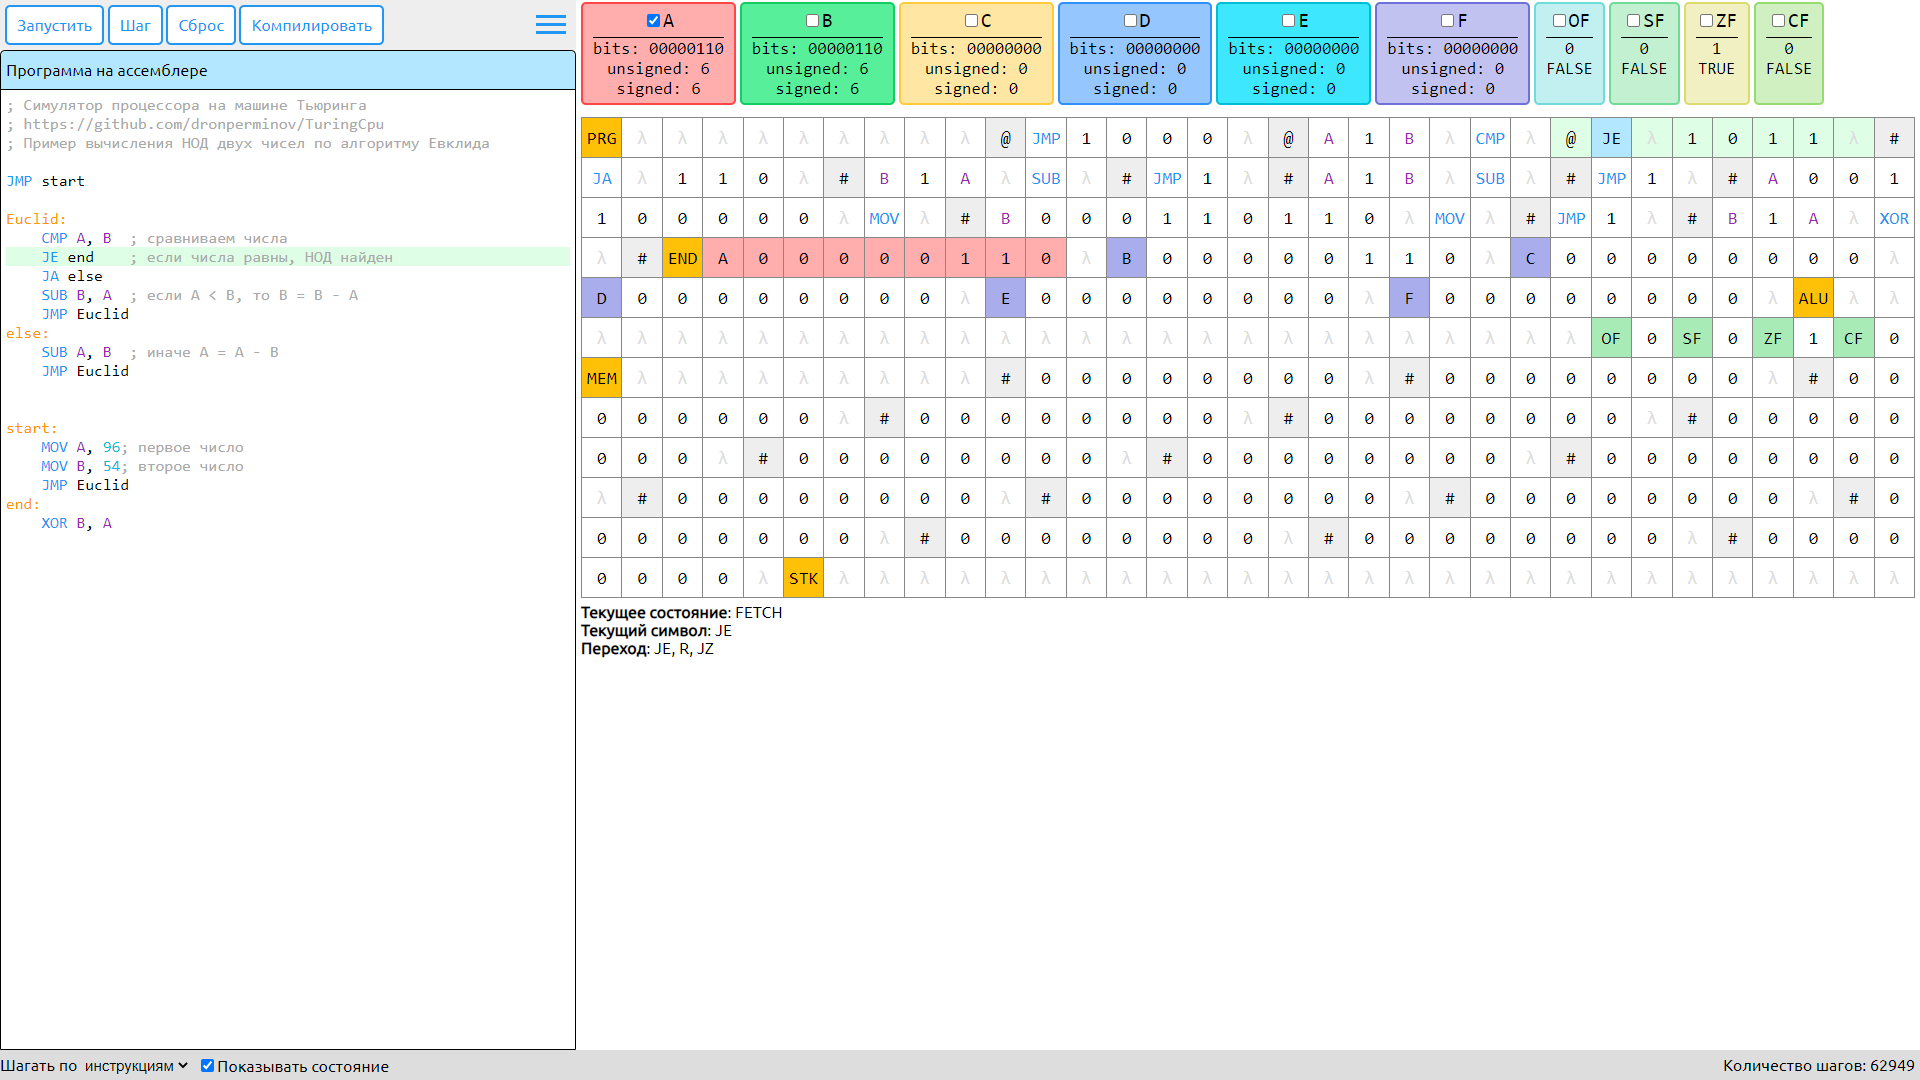 Запустить Шаг Сброс Компилировать
Программа на ассемблере
; Симулятор процессора на машине Тьюринга
; https://github.com/dronperminov/TuringCpu
; Пример вычисления НОД двух чисел по алгоритму Евклида
JMP start
Euclid:
CMP A, B ; сравниваем числа
JE end ; если числа равны, НОД найден
JA else
SUB B, A ; если A < B, то B = B - A
JMP Euclid
else:
SUB A, B ; иначе A = A - B
JMP Euclid
start:
MOV A, 96; первое число
MOV B, 54; второе число
JMP Euclid
end:
XOR B, A
A B C D E F OF SF ZF CF
bits: 00000110 bits: 00000110 bits: 00000000 bits: 00000000 bits: 00000000 bits: 00000000 0 0 1 0
unsigned: 6 unsigned: 6 unsigned: 0 unsigned: 0 unsigned: 0 unsigned: 0 FALSE FALSE TRUE FALSE
signed: 6 signed: 6 signed: 0 signed: 0 signed: 0 signed: 0
PRG λ λ λ λ λ λ λ λ λ @ JMP 1 0 0 0 λ @ A 1 B λ CMP λ @ JE λ 1 0 1 1 λ #
JA λ 1 1 0 λ # B 1 A λ SUB λ # JMP 1 λ # A 1 B λ SUB λ # JMP 1 λ # A 0 0 1
1 0 0 0 0 0 λ MOV λ # B 0 0 0 1 1 0 1 1 0 λ MOV λ # JMP 1 λ # B 1 A λ XOR
λ # END A 0 0 0 0 0 1 1 0 λ B 0 0 0 0 0 1 1 0 λ C 0 0 0 0 0 0 0 0 λ
D 0 0 0 0 0 0 0 0 λ E 0 0 0 0 0 0 0 0 λ F 0 0 0 0 0 0 0 0 λ ALU λ λ
λ λ λ λ λ λ λ λ λ λ λ λ λ λ λ λ λ λ λ λ λ λ λ λ λ OF 0 SF 0 ZF 1 CF 0
MEM λ λ λ λ λ λ λ λ λ # 0 0 0 0 0 0 0 0 λ # 0 0 0 0 0 0 0 0 λ # 0 0
0 0 0 0 0 0 λ # 0 0 0 0 0 0 0 0 λ # 0 0 0 0 0 0 0 0 λ # 0 0 0 0 0
0 0 0 λ # 0 0 0 0 0 0 0 0 λ # 0 0 0 0 0 0 0 0 λ # 0 0 0 0 0 0 0 0
λ # 0 0 0 0 0 0 0 0 λ # 0 0 0 0 0 0 0 0 λ # 0 0 0 0 0 0 0 0 λ # 0
0 0 0 0 0 0 0 λ # 0 0 0 0 0 0 0 0 λ # 0 0 0 0 0 0 0 0 λ # 0 0 0 0
0 0 0 0 λ STK λ λ λ λ λ λ λ λ λ λ λ λ λ λ λ λ λ λ λ λ λ λ λ λ λ λ λ
Текущее состояние: FETCH
Текущий символ: JE
Переход: JE, R, JZ
Шагать по инструкциям Показывать состояние Количество шагов: 62949